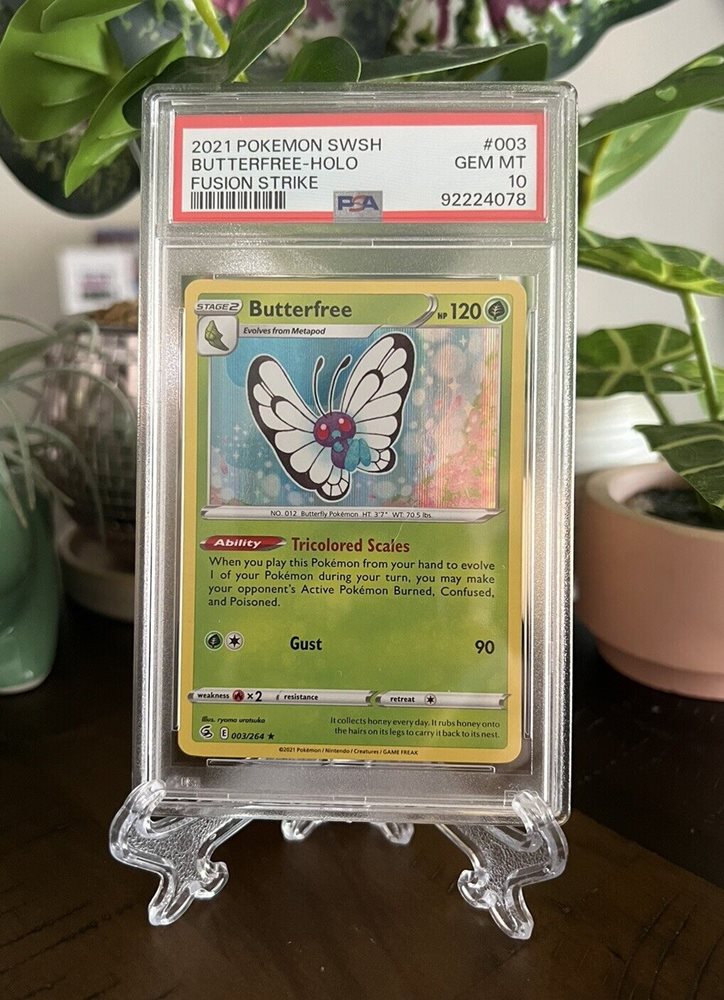 2021 POKEMON SWSH #003
BUTTERFREE-HOLO GEM MT
FUSION STRIKE 10
PSA 92224078
STAGE 2 Butterfree HP 120
Evolves from Metapod
NO. 012 Butterfly Pokémon HT: 3'7" WT: 70.5 lbs.
Ability Tricolored Scales
When you play this Pokémon from your hand to evolve
1 of your Pokémon during your turn, you may make
your opponent's Active Pokémon Burned, Confused,
and Poisoned.
Gust 90
weakness ×2 resistance retreat
Illus. ryoma uratsuka
It collects honey every day. It rubs honey onto
the hairs on its legs to carry it back to its nest.
E 003/264 ★
©2021 Pokémon / Nintendo / Creatures / GAME FREAK